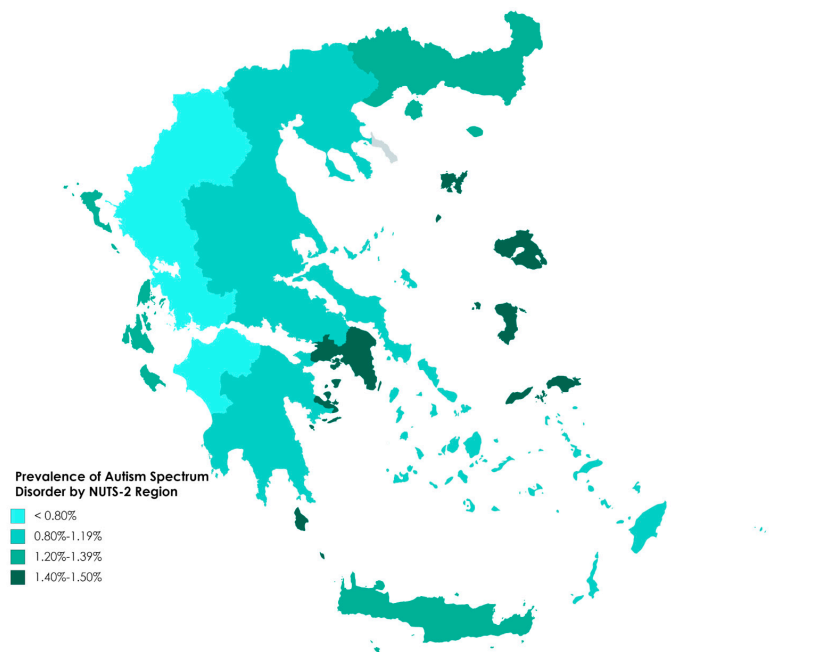 Prevalence of Autism Spectrum
Disorder by NUTS-2 Region
< 0.80%
0.80%-1.19%
1.20%-1.39%
1.40%-1.50%